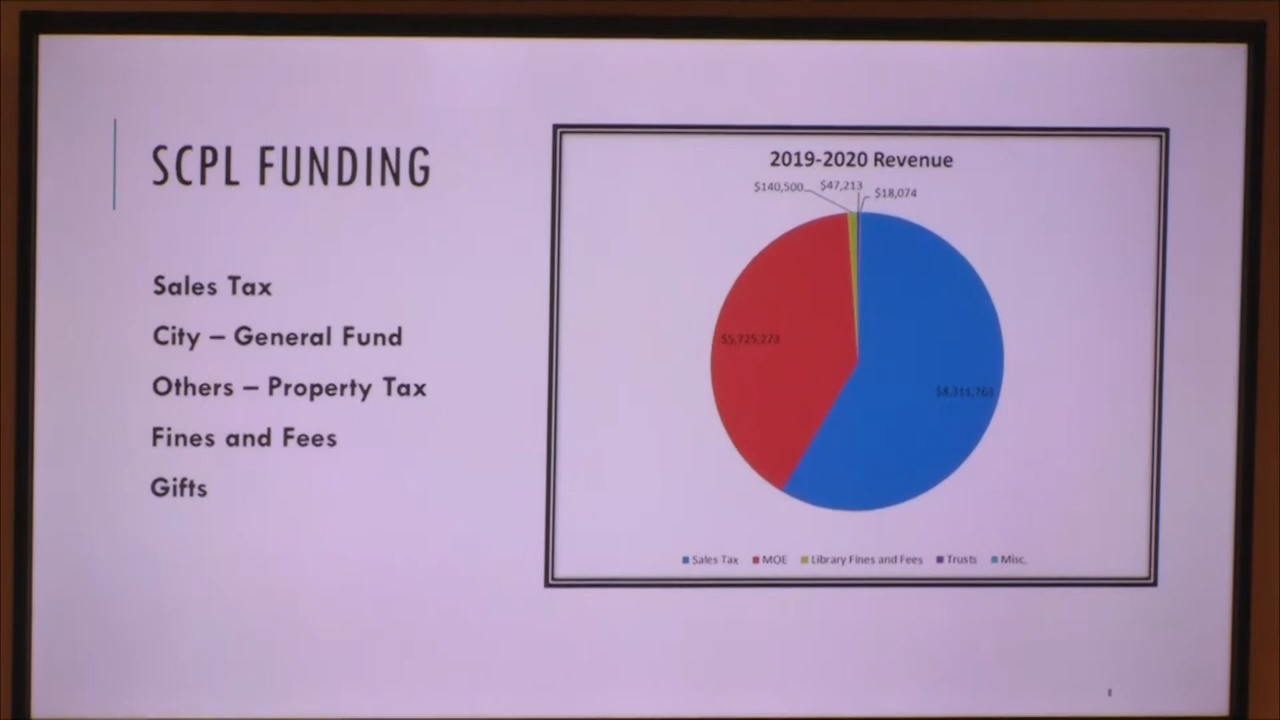 SCPL FUNDING
Sales Tax
City – General Fund
Others – Property Tax
Fines and Fees
Gifts
2019-2020 Revenue
$140,500
$47,213
$18,074
$5,725,273
$8,311,763
Sales Tax
MOE
Library Fines and Fees
Trusts
Misc.